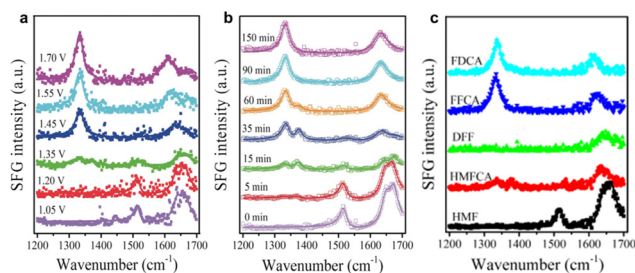 a
1.70 V
1.55 V
1.45 V
1.35 V
1.20 V
1.05 V
SFG intensity (a.u.)
1200 1300 1400 1500 1600 1700
Wavenumber (cm⁻¹)
b
150 min
90 min
60 min
35 min
15 min
5 min
0 min
SFG intensity (a.u.)
1200 1300 1400 1500 1600 1700
Wavenumber (cm⁻¹)
c
FDCA
FFCA
DFF
HMFCA
HMF
SFG intensity (a.u.)
1200 1300 1400 1500 1600 1700
Wavenumber (cm⁻¹)